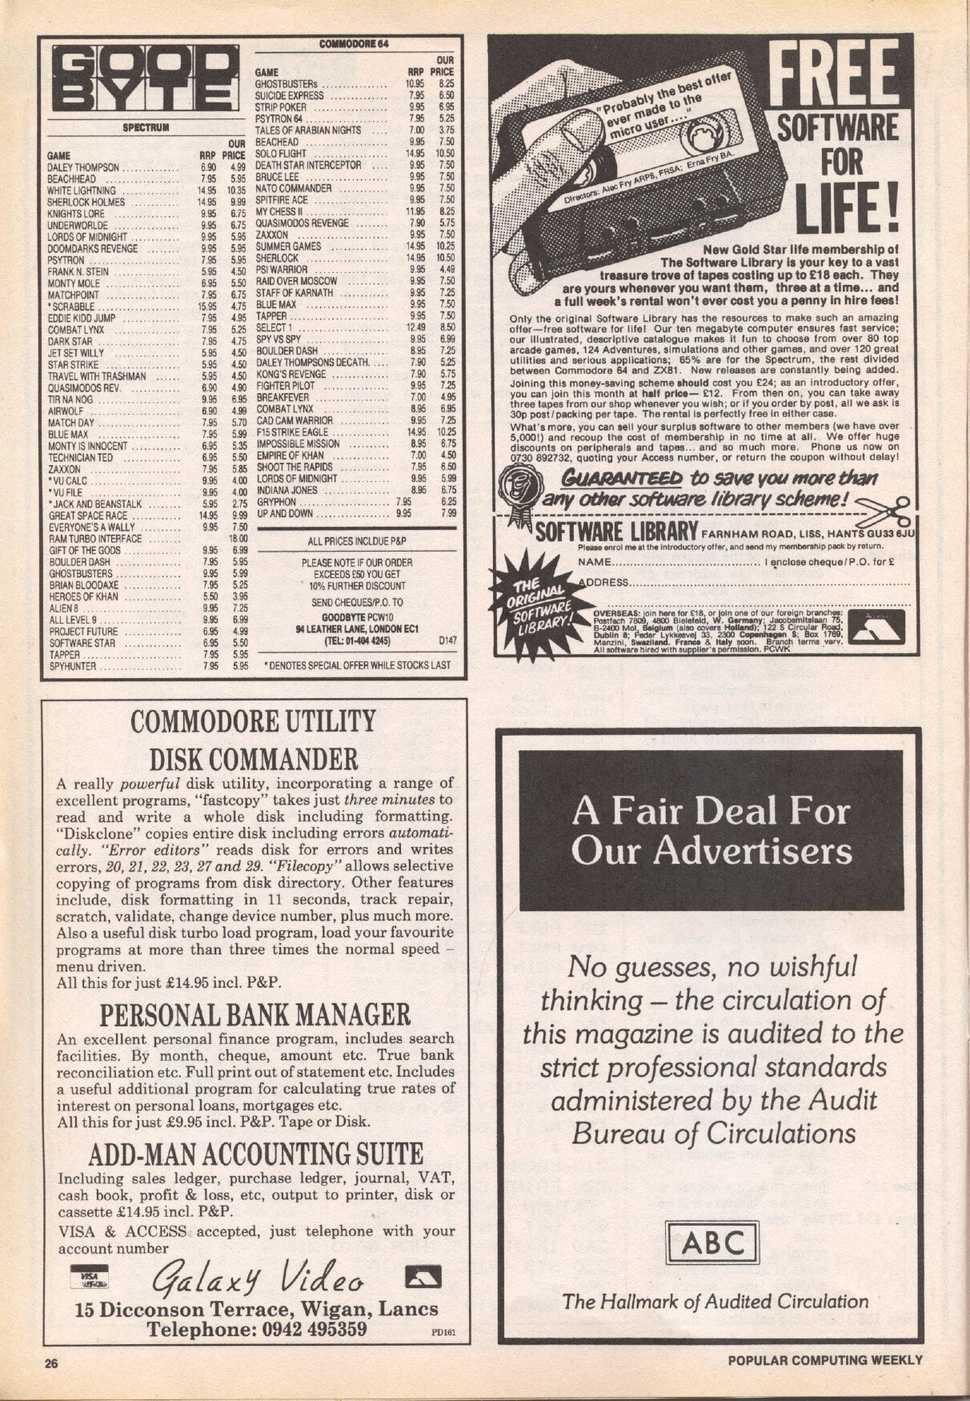 GOOD
BYTE
SPECTRUM
OUR
GAME RRP PRICE
DALEY THOMPSON 6.90 4.99
BEACHHEAD 7.95 5.95
WHITE LIGHTNING 14.95 10.35
SHERLOCK HOLMES 14.95 9.99
KNIGHTS LORE 9.95 6.75
UNDERWORLDE 9.95 6.75
LORDS OF MIDNIGHT 9.95 5.95
DOOMDARKS REVENGE 9.95 5.95
PSYTRON 7.95 5.95
FRANK N. STEIN 5.95 4.50
MONTY MOLE 6.95 5.50
MATCHPOINT 7.95 6.75
*SCRABBLE 15.95 4.75
EDDIE KIDD JUMP 7.95 4.95
COMBAT LYNX 7.95 5.25
DARK STAR 7.95 4.75
JET SET WILLY 5.95 4.50
STAR STRIKE 5.95 4.50
TRAVEL WITH TRASHMAN 5.95 4.50
QUASIMODOS REV. 6.90 4.90
TIR NA NOG 9.95 6.95
AIRWOLF 6.90 4.99
MATCH DAY 7.95 5.70
BLUE MAX 7.95 5.99
MONTY IS INNOCENT 6.95 5.35
TECHNICIAN TED 6.95 5.50
ZAXXON 7.95 5.85
*VU CALC 9.95 4.00
*VU FILE 9.95 4.00
*JACK AND BEANSTALK 5.95 2.75
GREAT SPACE RACE 14.95 9.99
EVERYONE'S A WALLY 9.95 7.50
RAM TURBO INTERFACE 18.00
GIFT OF THE GODS 9.95 6.99
BOULDER DASH 7.95 5.95
GHOSTBUSTERS 9.95 5.99
BRIAN BLOODAXE 7.95 5.25
HEROES OF KHAN 5.50 3.95
ALIEN 8 9.95 7.25
ALL LEVEL 9 9.95 6.99
PROJECT FUTURE 6.95 4.99
SOFTWARE STAR 6.95 5.50
TAPPER 7.95 5.95
SPYHUNTER 7.95 5.95
COMMODORE 64
OUR
GAME RRP PRICE
GHOSTBUSTERs 10.95 8.25
SUICIDE EXPRESS 7.95 6.50
STRIP POKER 9.95 6.95
PSYTRON 64 7.95 5.25
TALES OF ARABIAN NIGHTS 7.00 3.75
BEACHEAD 9.95 7.50
SOLO FLIGHT 14.95 10.50
DEATH STAR INTERCEPTOR 9.95 7.50
BRUCE LEE 9.95 7.50
NATO COMMANDER 9.95 7.50
SPITFIRE ACE 9.95 7.50
MY CHESS II 11.95 8.25
QUASIMODOS REVENGE 7.90 5.75
ZAXXON 9.95 7.50
SUMMER GAMES 14.95 10.25
SHERLOCK 14.95 10.50
PSI WARRIOR 9.95 4.49
RAID OVER MOSCOW 9.95 7.50
STAFF OF KARNATH 9.95 7.25
BLUE MAX 9.95 7.50
TAPPER 9.95 7.50
SELECT 1 12.49 8.50
SPY VS SPY 9.95 6.99
BOULDER DASH 8.95 7.25
DALEY THOMPSONS DECATH. 7.90 5.25
KONG'S REVENGE 7.90 5.75
FIGHTER PILOT 9.95 7.25
BREAKFEVER 7.00 4.95
COMBAT LYNX 8.95 6.95
CAD CAM WARRIOR 9.95 7.25
F15 STRIKE EAGLE 14.95 10.25
IMPOSSIBLE MISSION 8.95 6.75
EMPIRE OF KHAN 7.00 4.50
SHOOT THE RAPIDS 7.95 6.50
LORDS OF MIDNIGHT 9.95 5.99
INDIANA JONES 8.95 6.75
GRYPHON 7.95 6.25
UP AND DOWN 9.95 7.99
ALL PRICES INCLDUE P&P
PLEASE NOTE IF OUR ORDER
EXCEEDS £50 YOU GET
10% FURTHER DISCOUNT
SEND CHEQUES/P.O. TO
GOODBYTE PCW10
94 LEATHER LANE, LONDON EC1
(TEL: 01-404 4245) D147
* DENOTES SPECIAL OFFER WHILE STOCKS LAST
"Probably the best offer
ever made to the
micro user...."
Directors: Alec Fry ARPS, FRSA; Erna Fry BA.
FREE
SOFTWARE
FOR
LIFE!
New Gold Star life membership of
The Software Library is your key to a vast
treasure trove of tapes costing up to £18 each. They
are yours whenever you want them, three at a time... and
a full week's rental won't ever cost you a penny in hire fees!
Only the original Software Library has the resources to make such an amazing
offer—free software for life! Our ten megabyte computer ensures fast service;
our illustrated, descriptive catalogue makes it fun to choose from over 80 top
arcade games, 124 Adventures, simulations and other games, and over 120 great
utilities and serious applications; 65% are for the Spectrum, the rest divided
between Commodore 64 and ZX81. New releases are constantly being added.
Joining this money-saving scheme should cost you £24; as an introductory offer,
you can join this month at half price— £12. From then on, you can take away
three tapes from our shop whenever you wish; or if you order by post, all we ask is
30p post/packing per tape. The rental is perfectly free in either case.
What's more, you can sell your surplus software to other members (we have over
5,000!) and recoup the cost of membership in no time at all. We offer huge
discounts on peripherals and tapes... and so much more. Phone us now on
0730 892732, quoting your Access number, or return the coupon without delay!
GUARANTEED to save you more than
any other software library scheme!
SOFTWARE LIBRARY FARNHAM ROAD, LISS, HANTS GU33 6JU
Please enrol me at the introductory offer, and send my membership pack by return.
NAME I enclose cheque/P.O. for £
ADDRESS
THE
ORIGINAL
SOFTWARE
LIBRARY!
OVERSEAS: join here for £18, or join one of our foreign branches:
Postfach 7809, 4800 Bielefeld, W. Germany; Jacobsmitslaan 75,
B-2400 Mol, Belgium (also covers Holland); 122 S Circular Road,
Dublin 8; Peder Lykkesvej 33, 2300 Copenhagen S; Box 1769,
Manzini, Swaziland. France & Italy soon. Branch terms vary.
All software hired with supplier's permission. PCWK
COMMODORE UTILITY
DISK COMMANDER
A really powerful disk utility, incorporating a range of
excellent programs, "fastcopy" takes just three minutes to
read and write a whole disk including formatting.
"Diskclone" copies entire disk including errors automati-
cally. "Error editors" reads disk for errors and writes
errors, 20, 21, 22, 23, 27 and 29. "Filecopy" allows selective
copying of programs from disk directory. Other features
include, disk formatting in 11 seconds, track repair,
scratch, validate, change device number, plus much more.
Also a useful disk turbo load program, load your favourite
programs at more than three times the normal speed –
menu driven.
All this for just £14.95 incl. P&P.
PERSONAL BANK MANAGER
An excellent personal finance program, includes search
facilities. By month, cheque, amount etc. True bank
reconciliation etc. Full print out of statement etc. Includes
a useful additional program for calculating true rates of
interest on personal loans, mortgages etc.
All this for just £9.95 incl. P&P. Tape or Disk.
ADD-MAN ACCOUNTING SUITE
Including sales ledger, purchase ledger, journal, VAT,
cash book, profit & loss, etc, output to printer, disk or
cassette £14.95 incl. P&P.
VISA & ACCESS accepted, just telephone with your
account number
VISA
Galaxy Video
15 Dicconson Terrace, Wigan, Lancs
Telephone: 0942 495359 PD161
A Fair Deal For
Our Advertisers
No guesses, no wishful
thinking – the circulation of
this magazine is audited to the
strict professional standards
administered by the Audit
Bureau of Circulations
ABC
The Hallmark of Audited Circulation
26
POPULAR COMPUTING WEEKLY